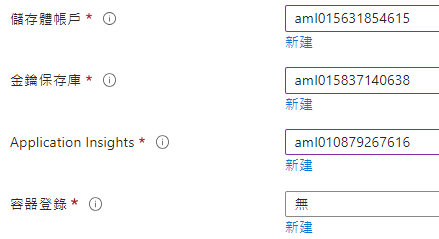 儲存體帳戶 * aml015631854615
新建
金鑰保存庫 * aml015837140638
新建
Application Insights * aml010879267616
新建
容器登錄 * 無
新建